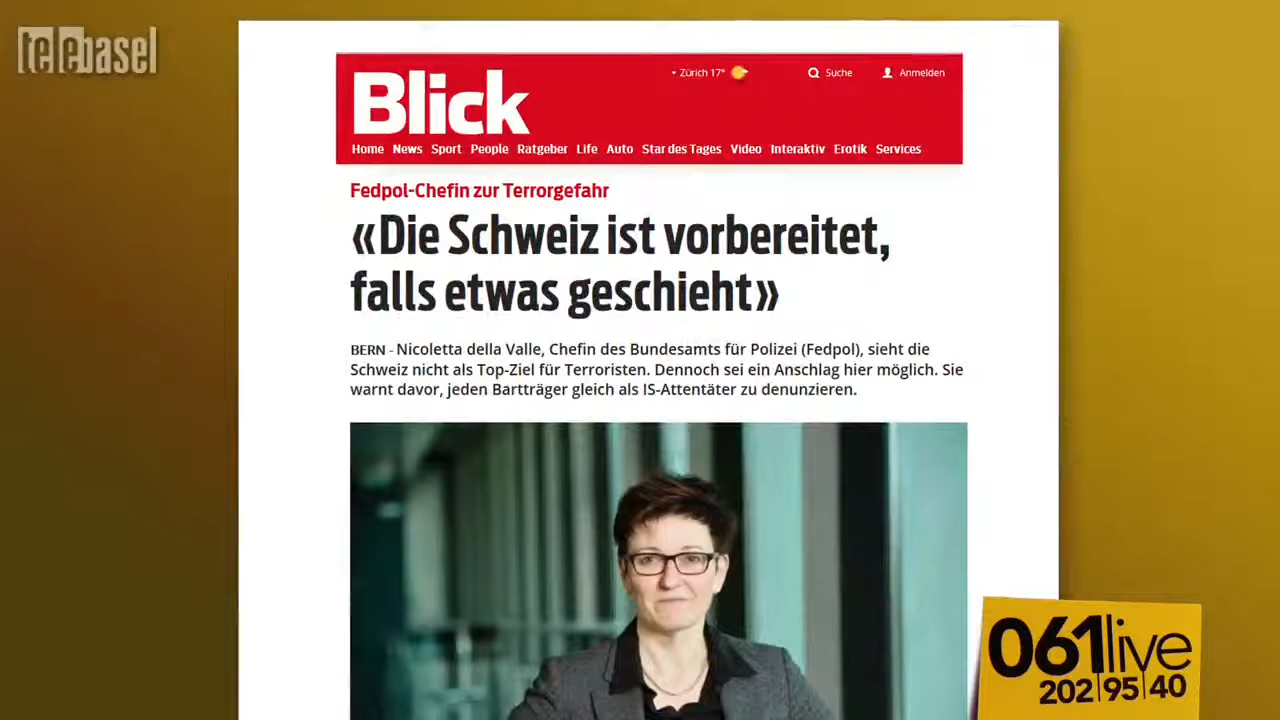 telebasel
Blick
Zürich 17°
Suche
Anmelden
Home News Sport People Ratgeber Life Auto Star des Tages Video Interaktiv Erotik Services
Fedpol-Chefin zur Terrorgefahr
«Die Schweiz ist vorbereitet,
falls etwas geschieht»
BERN - Nicoletta della Valle, Chefin des Bundesamts für Polizei (Fedpol), sieht die
Schweiz nicht als Top-Ziel für Terroristen. Dennoch sei ein Anschlag hier möglich. Sie
warnt davor, jeden Bartträger gleich als IS-Attentäter zu denunzieren.
061live
202 95 40